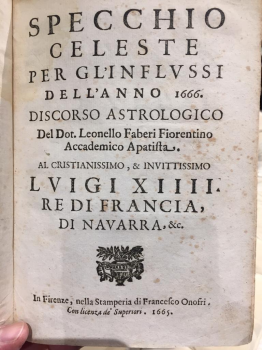 SPECCHIO
CELESTE
PER GL'INFLVSSI
DELL'ANNO 1666.
DISCORSO ASTROLOGICO
Del Dot. Leonello Faberi Fiorentino
Accademico Apatista.
AL CRISTIANISSIMO, & INVITTISSIMO
LVIGI XIIII.
RE DI FRANCIA,
DI NAVARRA, &c.
In Firenze, nella Stamperia di Francesco Onofri.
Con licenza de' Superiori. 1665.